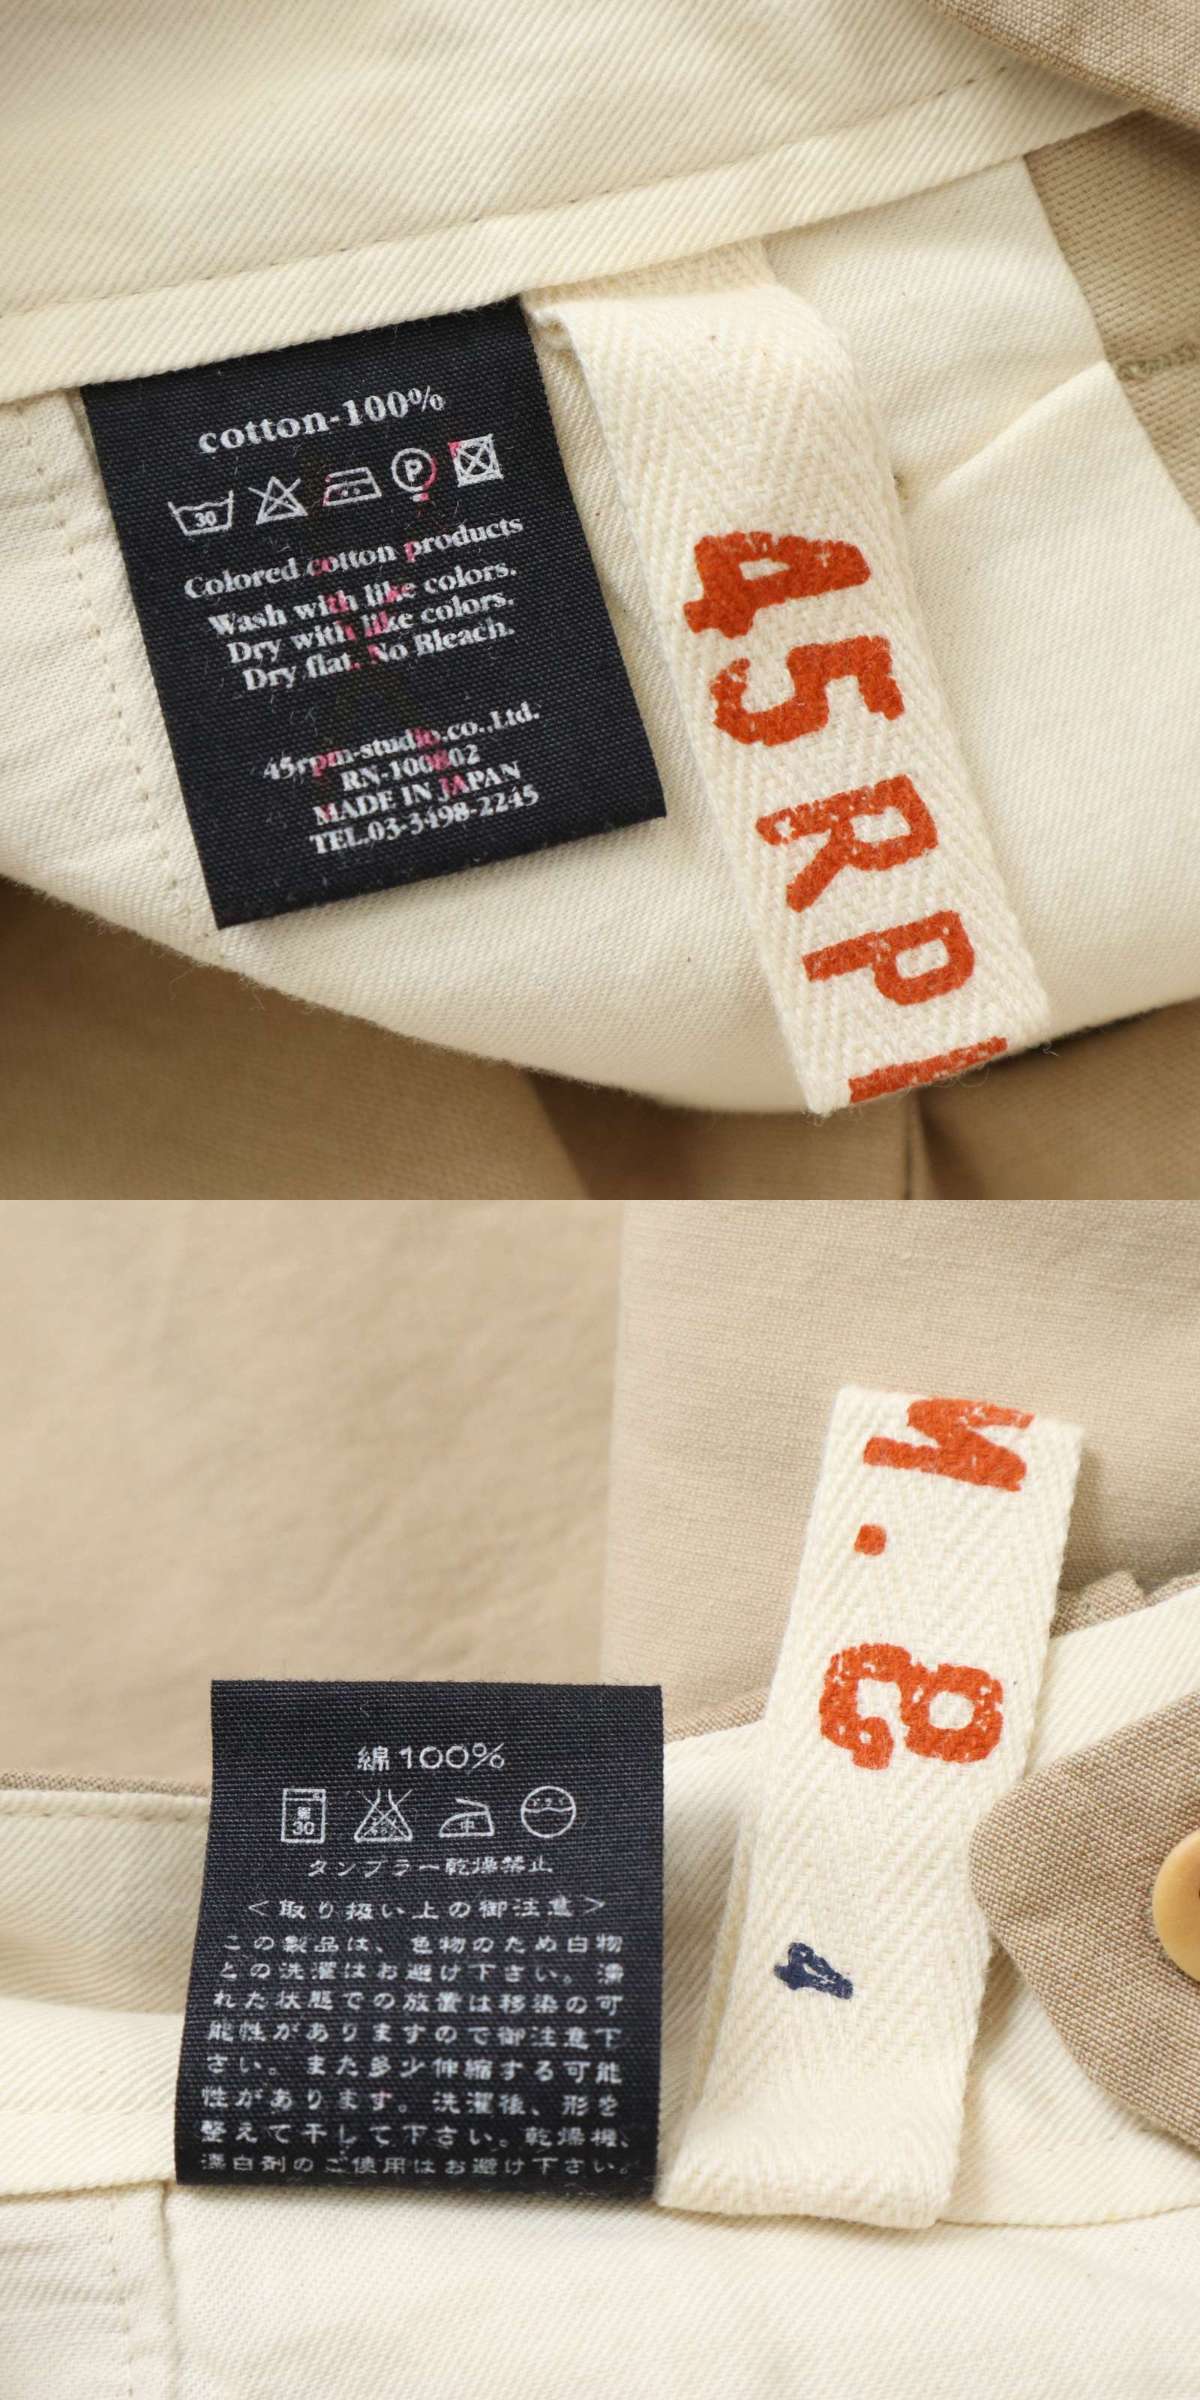 cotton-100%
30
P
Colored cotton products
Wash with like colors.
Dry with like colors.
Dry flat. No Bleach.
45rpm-studio.co.,Ltd.
RN-100802
MADE IN JAPAN
TEL.03-3498-2245
45RP
M.
4
綿100%
30
中
ドライ
タンブラー乾燥禁止
<取り扱い上の御注意>
この製品は、色物のため白物
との洗濯はお避け下さい。濡
れた状態での放置は移染の可
能性がありますので御注意下
さい。また多少伸縮する可能
性があります。洗濯後、形を
整えて干して下さい。乾燥機、
漂白剤のご使用はお避け下さい。